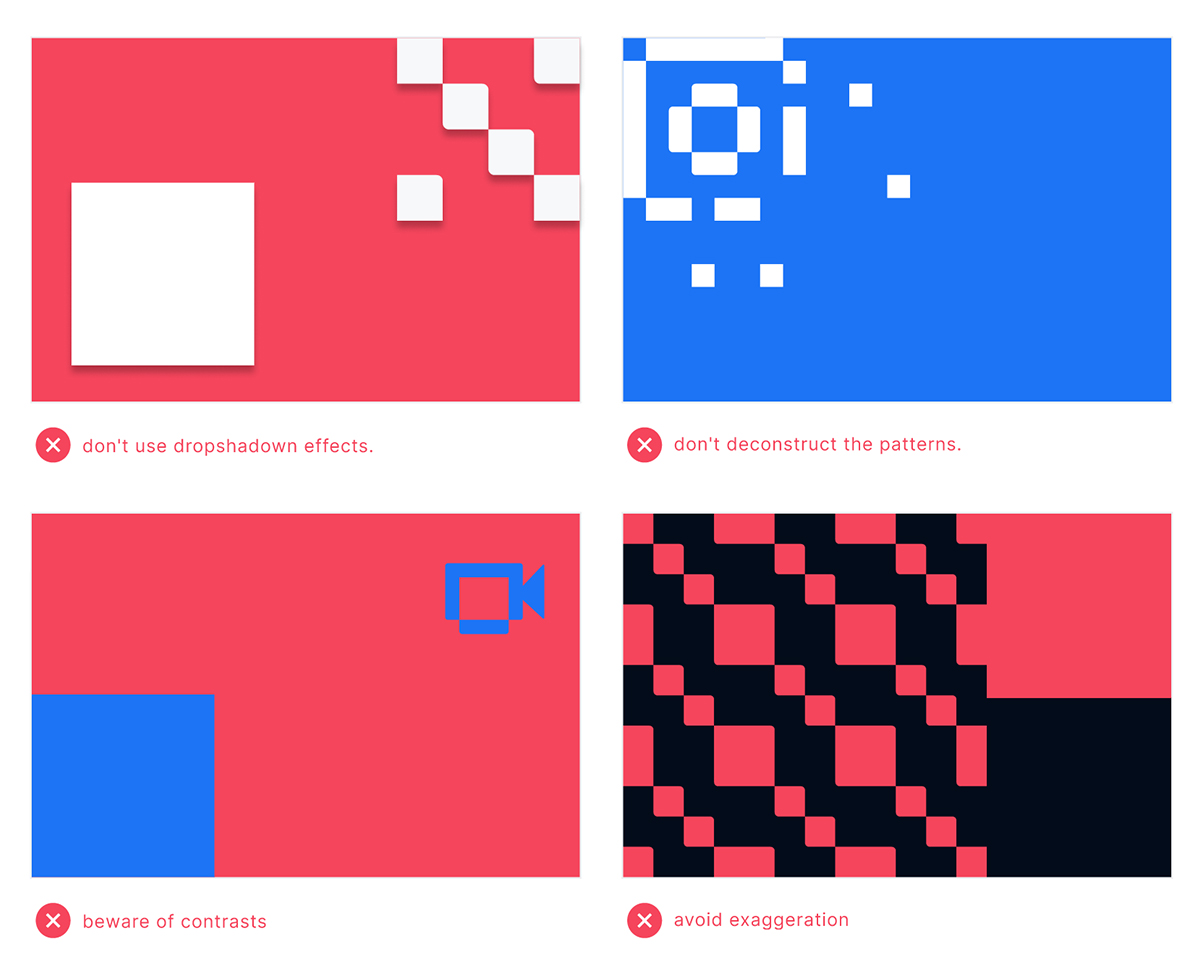 don't use dropshadown effects.
don't deconstruct the patterns.
beware of contrasts
avoid exaggeration